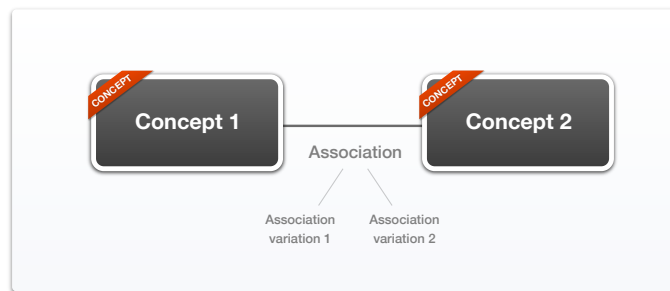 CONCEPT
Concept 1
CONCEPT
Concept 2
Association
Association
variation 1
Association
variation 2